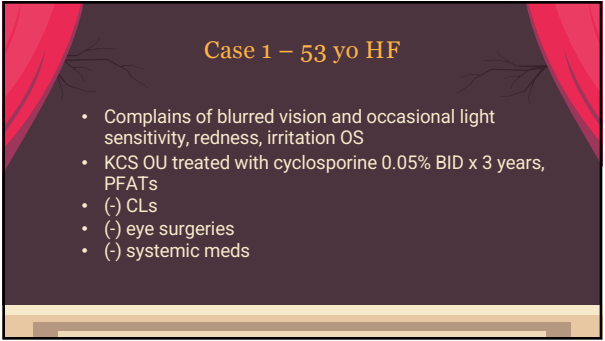 Case 1 – 53 yo HF
• Complains of blurred vision and occasional light
sensitivity, redness, irritation OS
• KCS OU treated with cyclosporine 0.05% BID x 3 years,
PFATs
• (-) CLs
• (-) eye surgeries
• (-) systemic meds